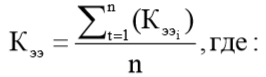 Кээ = ∑ⁿₜ₌₁(Кээᵢ) / n , где :